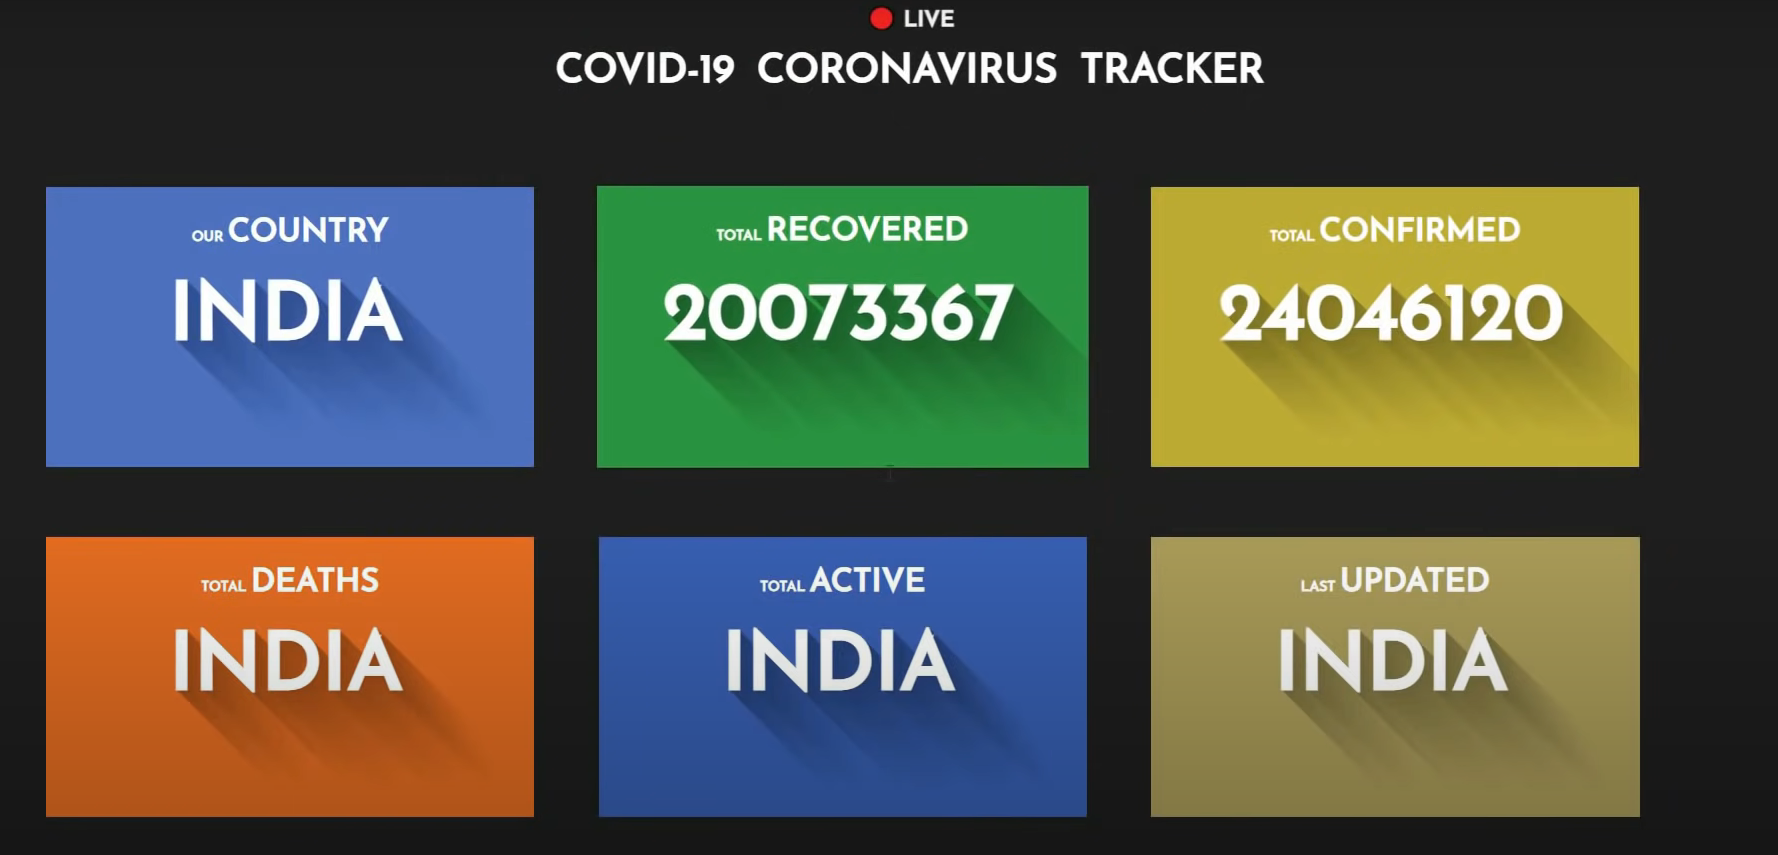 LIVE
COVID-19 CORONAVIRUS TRACKER
OUR COUNTRY
INDIA
TOTAL RECOVERED
20073367
TOTAL CONFIRMED
24046120
TOTAL DEATHS
INDIA
TOTAL ACTIVE
INDIA
LAST UPDATED
INDIA